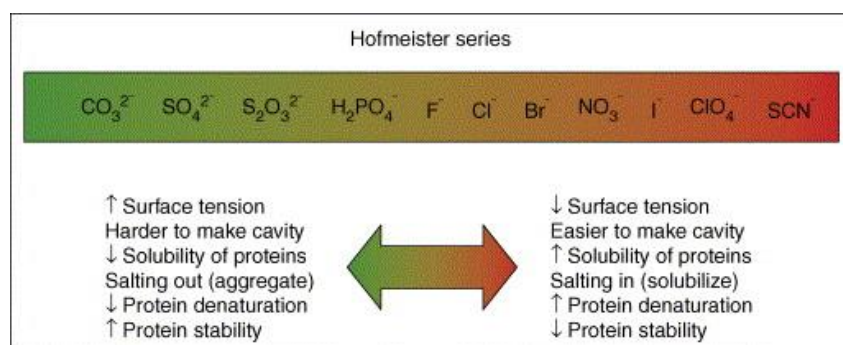 Hofmeister series
CO₃²⁻ SO₄²⁻ S₂O₃²⁻ H₂PO₄⁻ F⁻ Cl⁻ Br⁻ NO₃⁻ I⁻ ClO₄⁻ SCN⁻
↑ Surface tension
Harder to make cavity
↓ Solubility of proteins
Salting out (aggregate)
↓ Protein denaturation
↑ Protein stability
↓ Surface tension
Easier to make cavity
↑ Solubility of proteins
Salting in (solubilize)
↑ Protein denaturation
↓ Protein stability